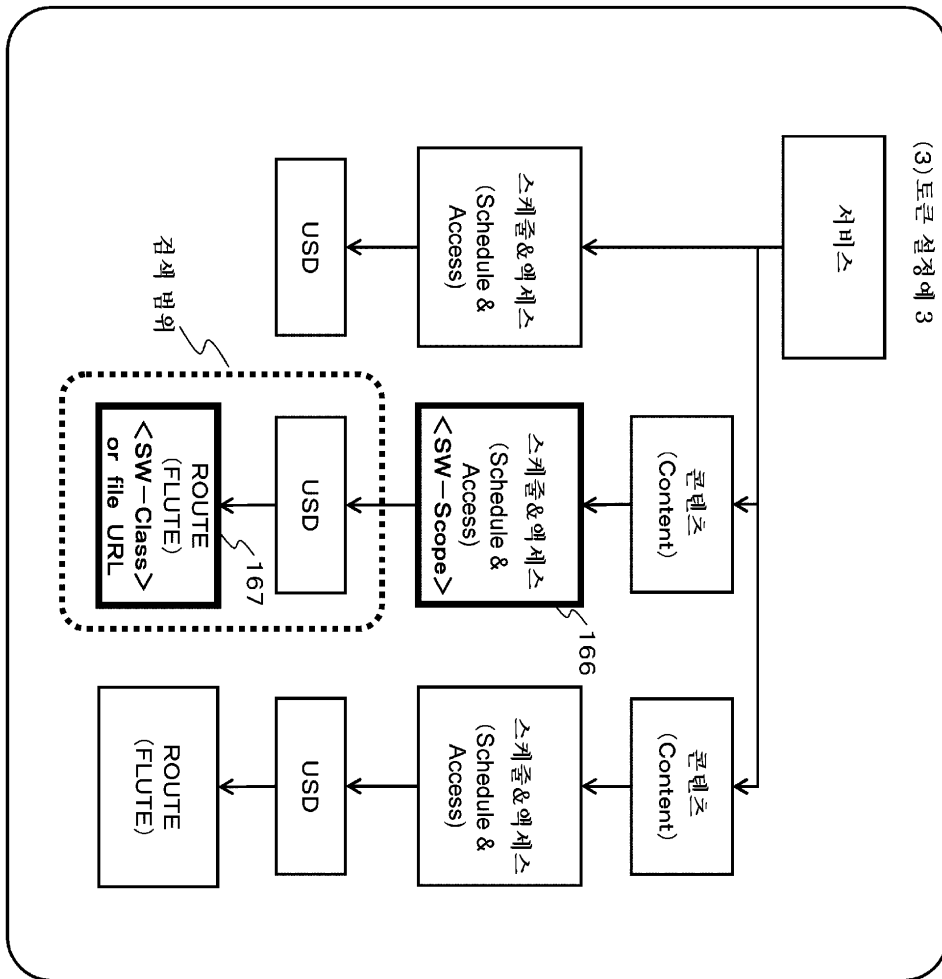 (3)토큰 설정예 3
서비스
콘텐츠
(Content)
콘텐츠
(Content)
스케줄&액세스
(Schedule &
Access)
스케줄&액세스
(Schedule &
Access)
<SW-Scope>
166
스케줄&액세스
(Schedule &
Access)
USD
USD
USD
검색 범위
ROUTE
(FLUTE)
<SW-Class>
or file URL
167
ROUTE
(FLUTE)